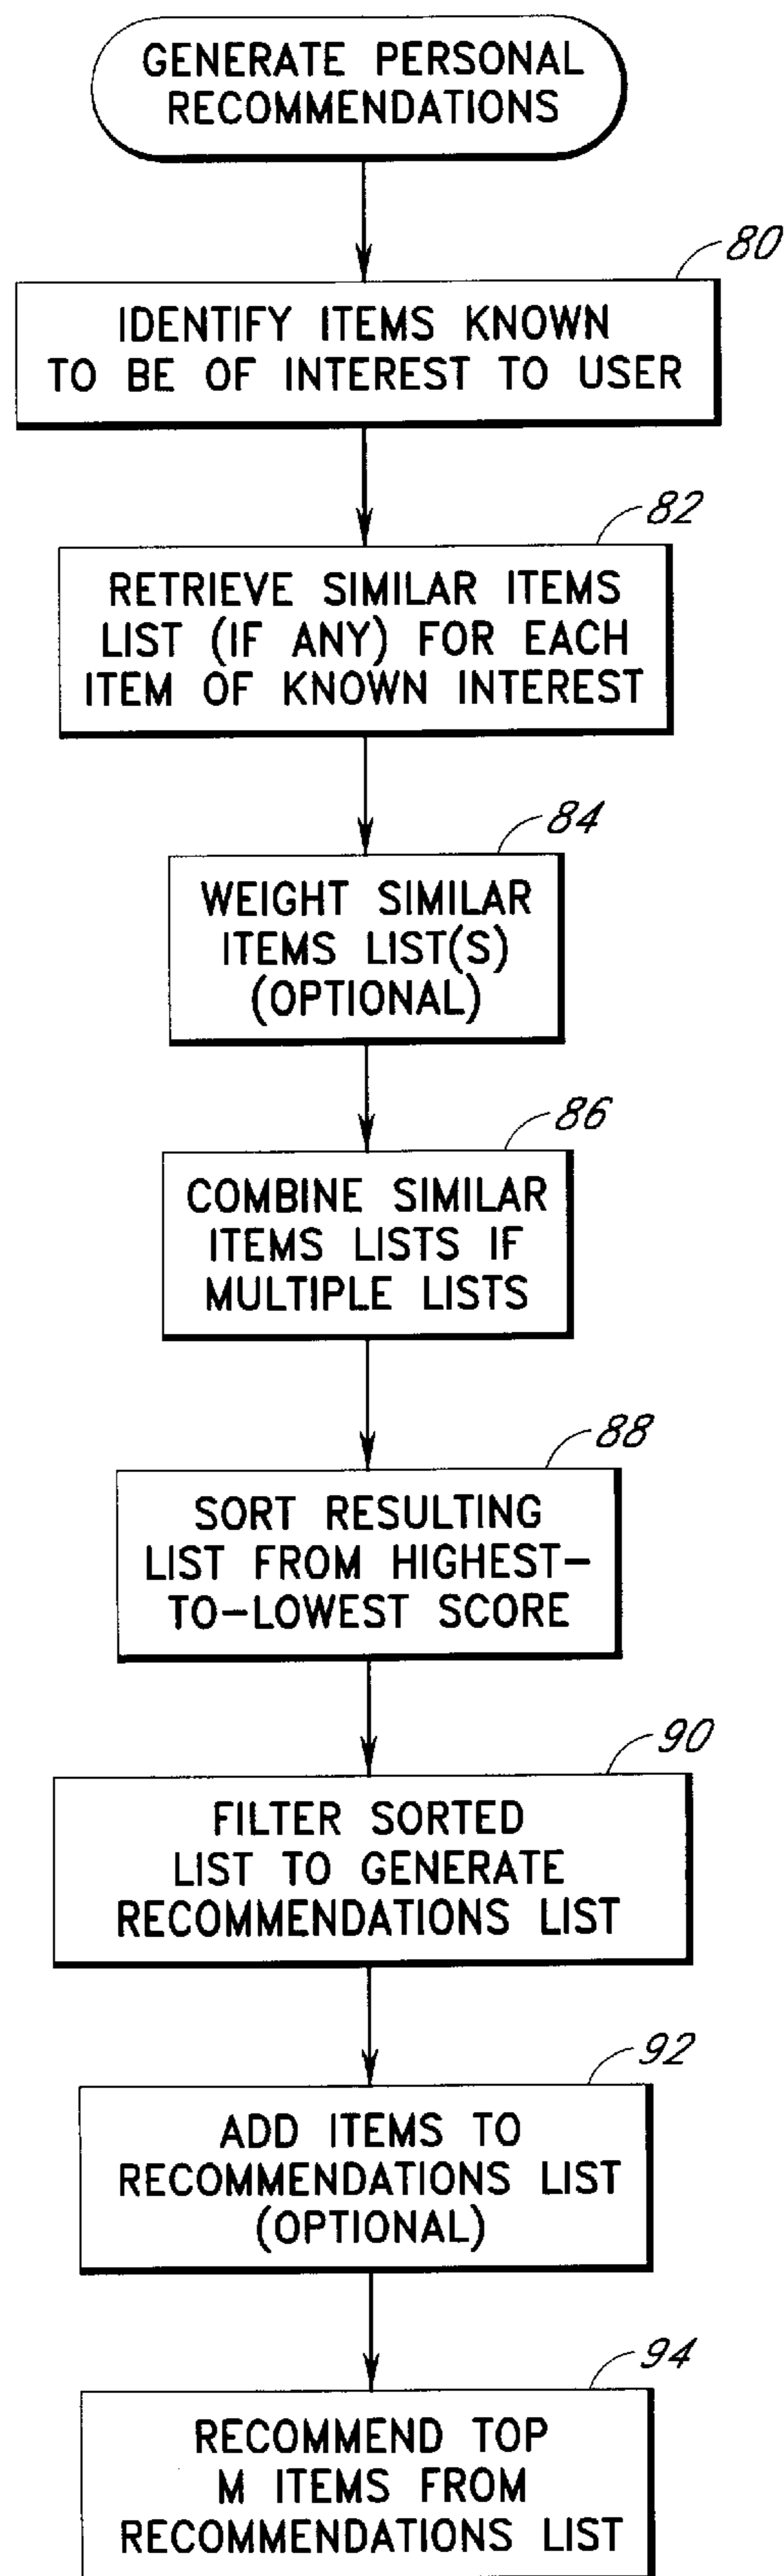 GENERATE PERSONAL
RECOMMENDATIONS
80
IDENTIFY ITEMS KNOWN
TO BE OF INTEREST TO USER
82
RETRIEVE SIMILAR ITEMS
LIST (IF ANY) FOR EACH
ITEM OF KNOWN INTEREST
84
WEIGHT SIMILAR
ITEMS LIST(S)
(OPTIONAL)
86
COMBINE SIMILAR
ITEMS LISTS IF
MULTIPLE LISTS
88
SORT RESULTING
LIST FROM HIGHEST-
TO-LOWEST SCORE
90
FILTER SORTED
LIST TO GENERATE
RECOMMENDATIONS LIST
92
ADD ITEMS TO
RECOMMENDATIONS LIST
(OPTIONAL)
94
RECOMMEND TOP
M ITEMS FROM
RECOMMENDATIONS LIST